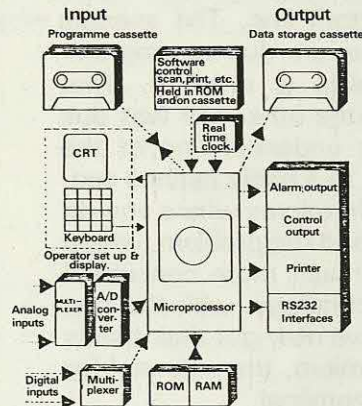 Input
Output
Programme cassette
Data storage cassette
Software
control
scan,print, etc.
Held in ROM
andon cassette
Real
time
clock.
CRT
Keyboard
Operator set up &
display.
Alarm output
Control
output
Printer
RS232
Interfaces
Microprocessor
Analog
inputs
MULTI-
PLEXER
A/D
con-
ver-
ter
Digital
inputs
Multi-
plexer
ROM
RAM